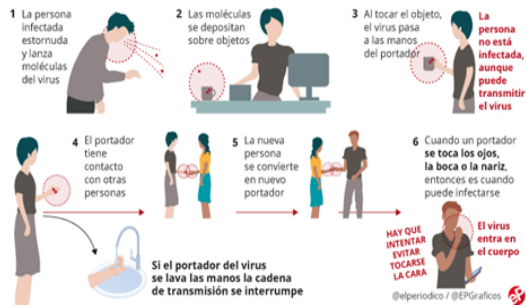 1 La persona
infectada
estornuda
y lanza
moléculas
del virus
2 Las moléculas
se depositan
sobre objetos
3 Al tocar el objeto,
el virus pasa
a las manos
del portador
La
persona
no está
infectada,
aunque
puede
transmitir
el virus
4 El portador
tiene
contacto
con otras
personas
5 La nueva
persona
se convierte
en nuevo
portador
6 Cuando un portador
se toca los ojos,
la boca o la nariz,
entonces es cuando
puede infectarse
HAY QUE
INTENTAR
EVITAR
TOCARSE
LA CARA
El virus
entra en
el cuerpo
Si el portador del virus
se lava las manos la cadena
de transmisión se interrumpe
@elperiodico / @EPGraficos eP